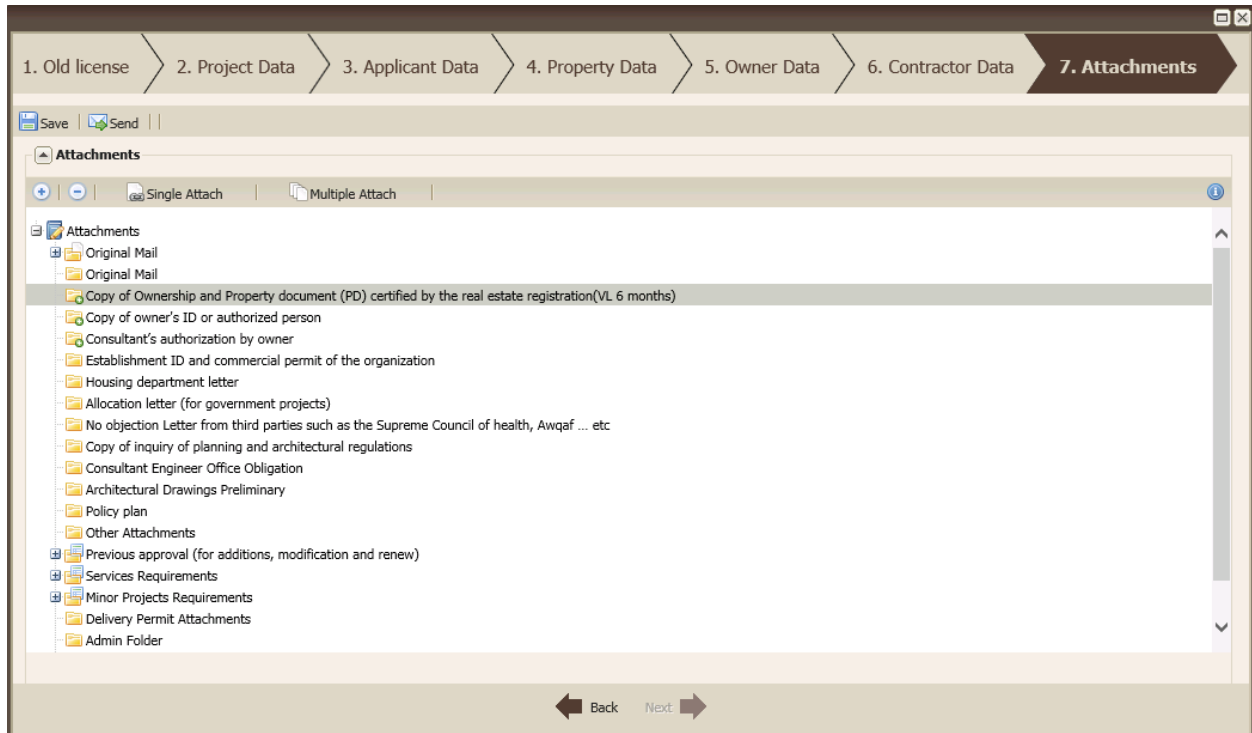 1. Old license
2. Project Data
3. Applicant Data
4. Property Data
5. Owner Data
6. Contractor Data
7. Attachments
Save
Send
Attachments
Single Attach
Multiple Attach
Attachments
Original Mail
Original Mail
Copy of Ownership and Property document (PD) certified by the real estate registration(VL 6 months)
Copy of owner's ID or authorized person
Consultant's authorization by owner
Establishment ID and commercial permit of the organization
Housing department letter
Allocation letter (for government projects)
No objection Letter from third parties such as the Supreme Council of health, Awqaf ... etc
Copy of inquiry of planning and architectural regulations
Consultant Engineer Office Obligation
Architectural Drawings Preliminary
Policy plan
Other Attachments
Previous approval (for additions, modification and renew)
Services Requirements
Minor Projects Requirements
Delivery Permit Attachments
Admin Folder
Back
Next